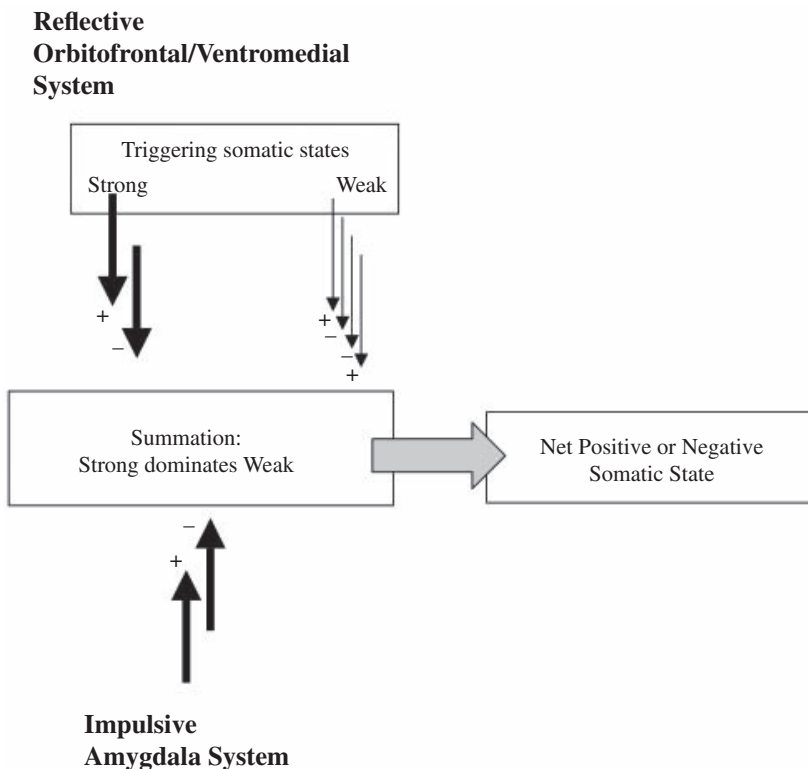 Reflective
Orbitofrontal/Ventromedial
System
Triggering somatic states
Strong Weak
+
–
+
–
–
+
Summation:
Strong dominates Weak
Net Positive or Negative
Somatic State
–
+
Impulsive
Amygdala System